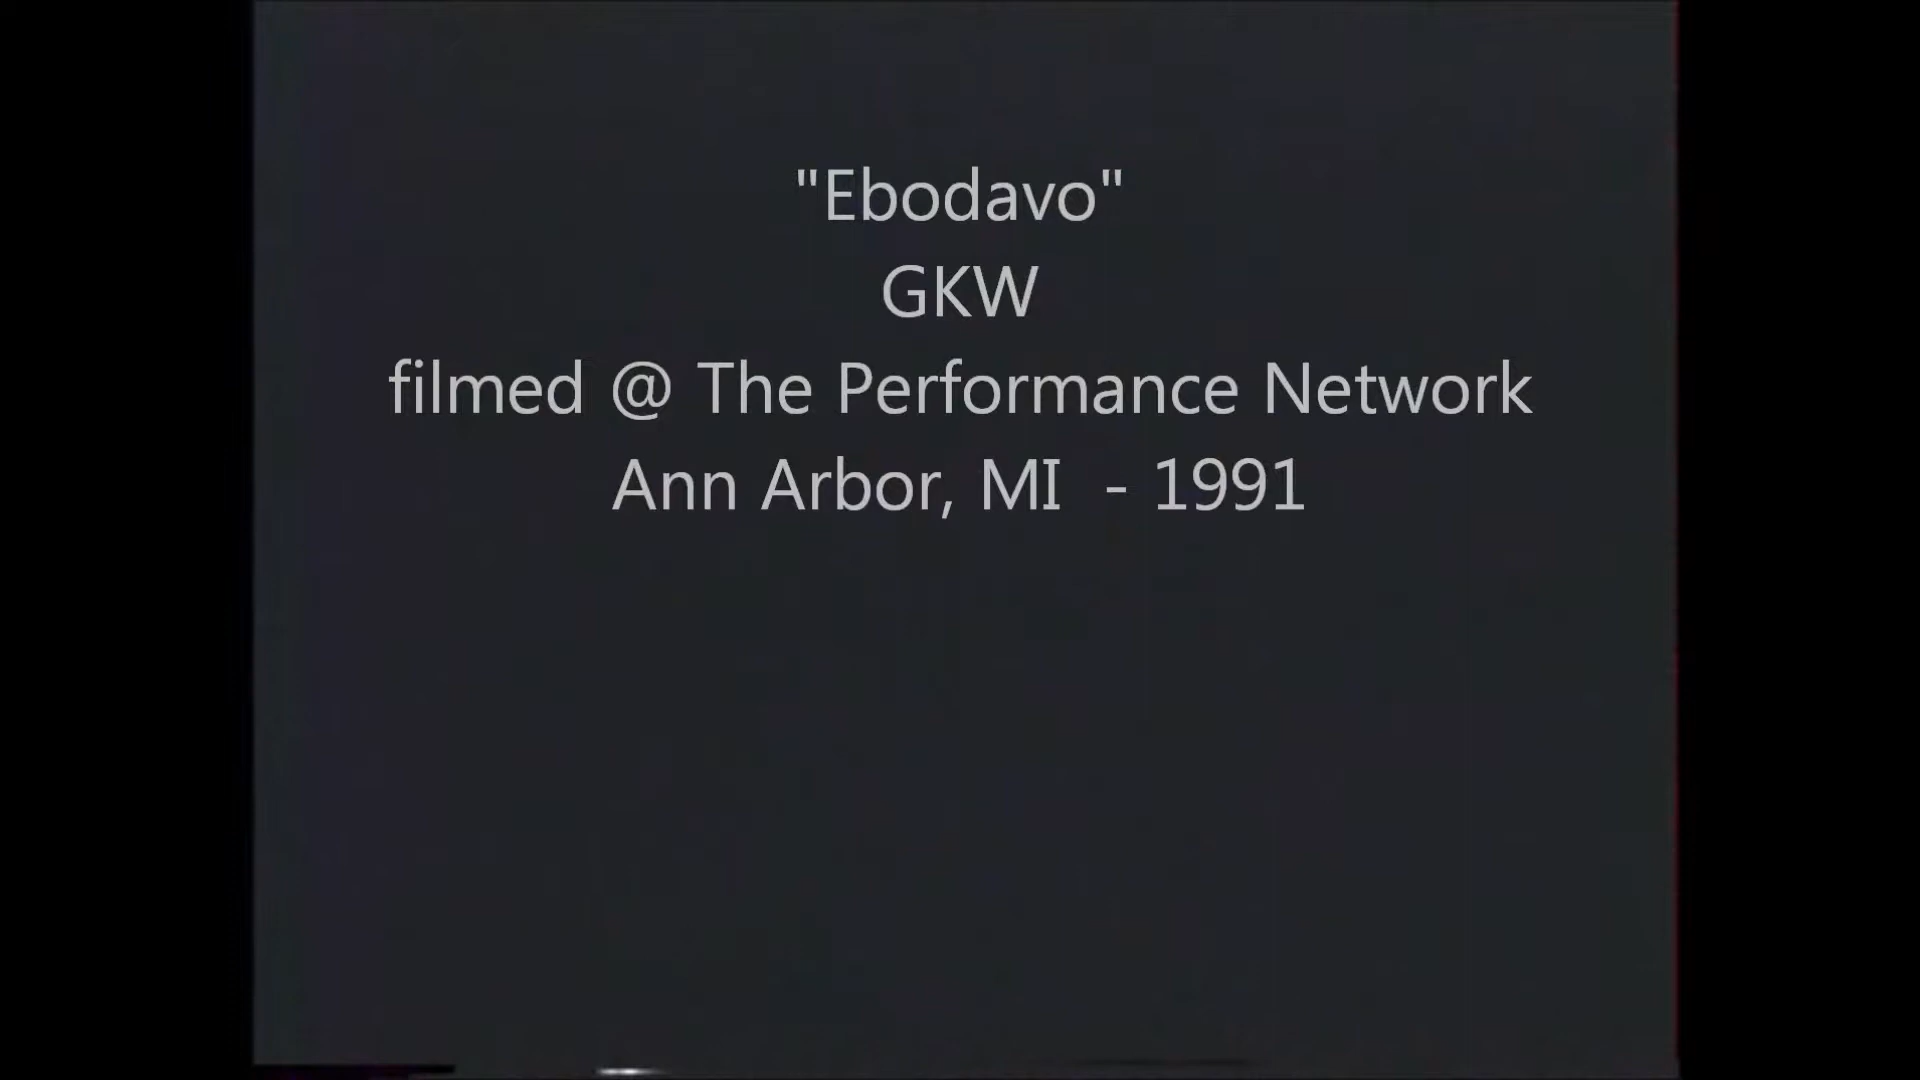 "Ebodavo"
GKW
filmed @ The Performance Network
Ann Arbor, MI  - 1991